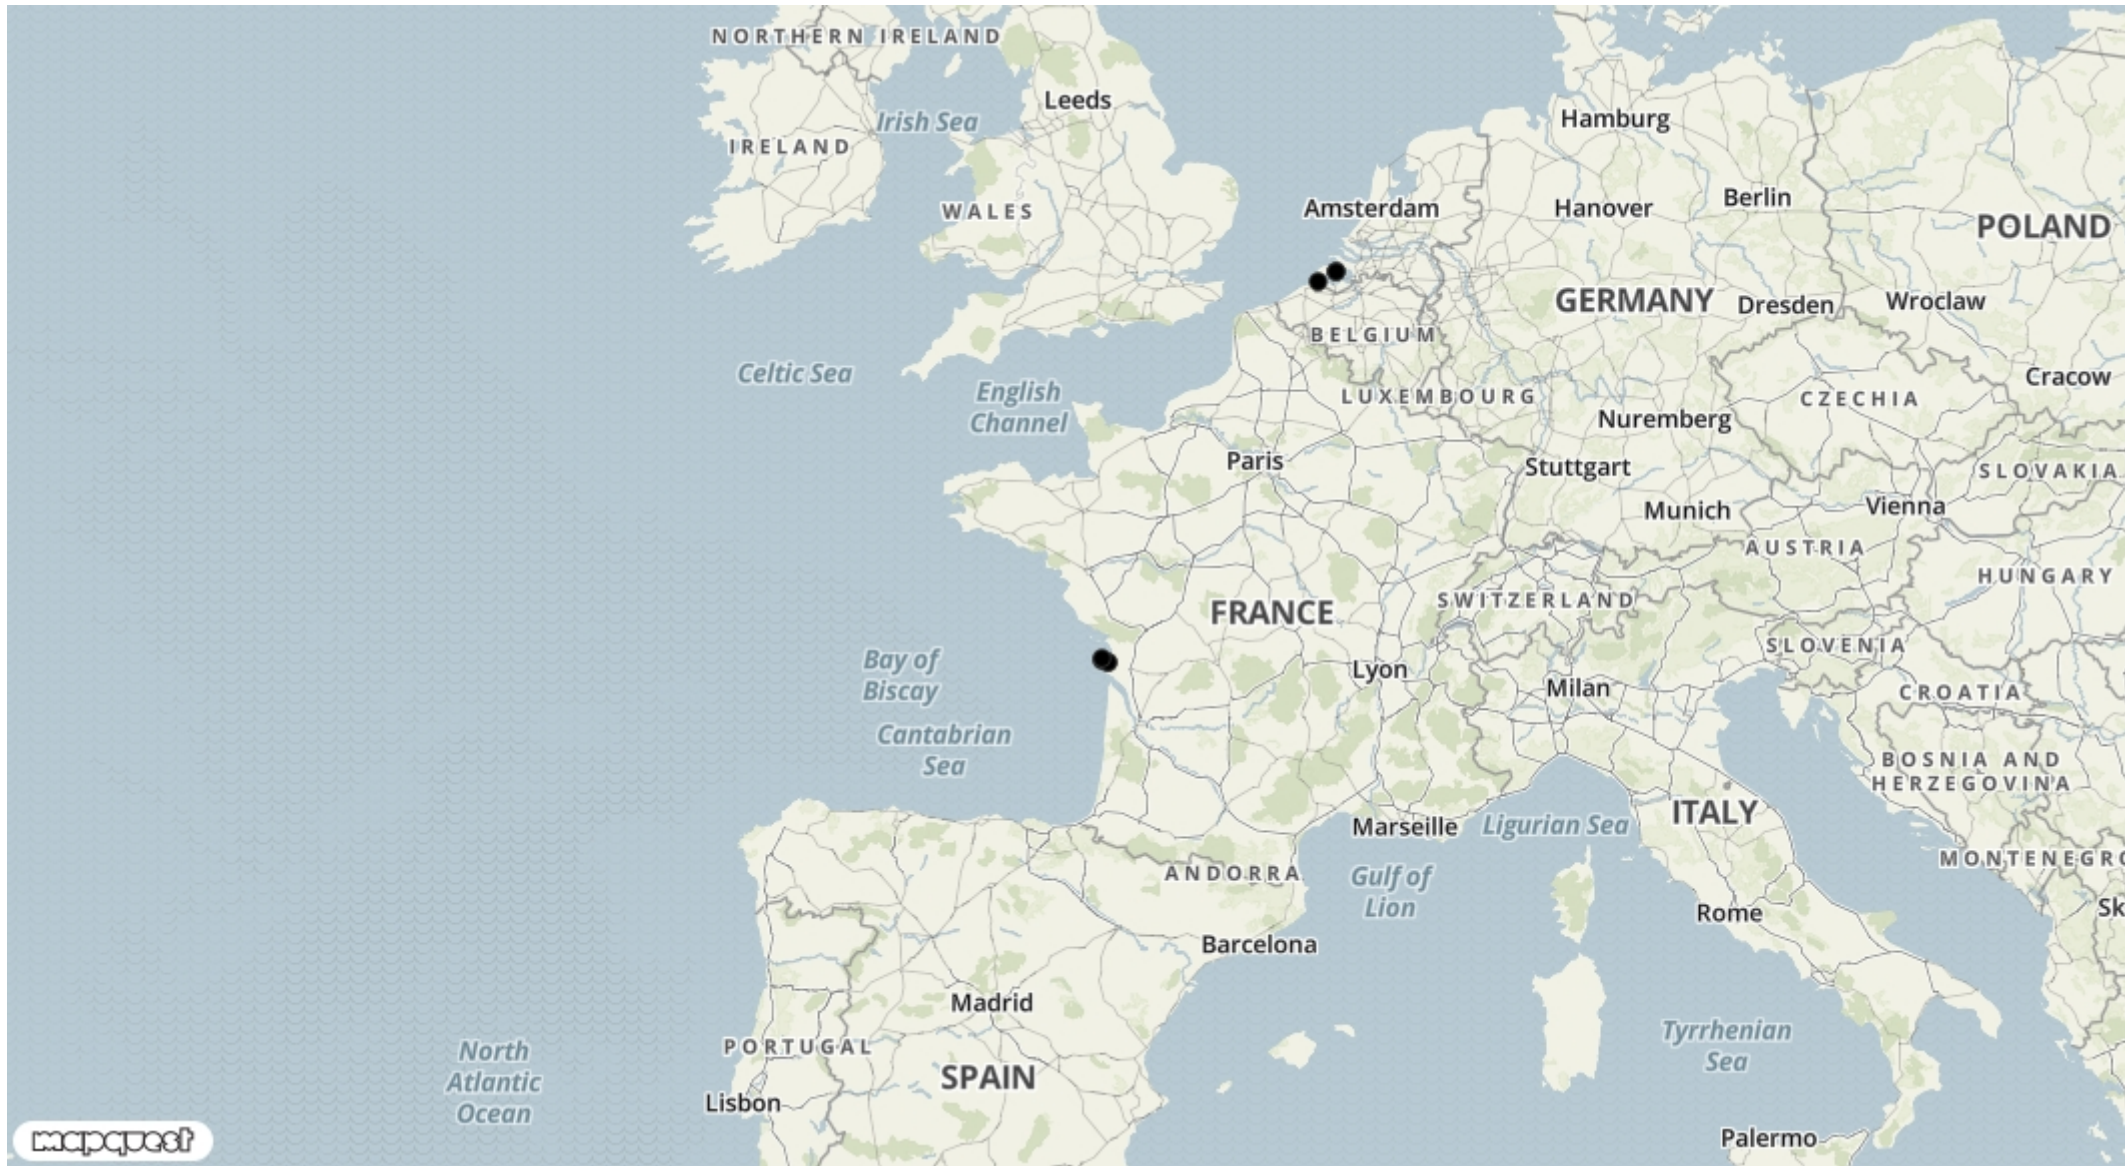 NORTHERN IRELAND
Leeds
Irish Sea
IRELAND
WALES
Hamburg
Amsterdam
Hanover
Berlin
POLAND
GERMANY
Dresden
Wroclaw
BELGIUM
Celtic Sea
English
Channel
LUXEMBOURG
Cracow
CZECHIA
Nuremberg
Paris
Stuttgart
SLOVAKIA
Munich
Vienna
AUSTRIA
HUNGARY
SWITZERLAND
FRANCE
SLOVENIA
Bay of
Biscay
Lyon
Milan
CROATIA
Cantabrian
Sea
BOSNIA AND
HERZEGOVINA
ITALY
Marseille
Ligurian Sea
MONTENEGRO
ANDORRA
Gulf of
Lion
Rome
Sk
Barcelona
Madrid
Tyrrhenian
Sea
PORTUGAL
North
Atlantic
Ocean
SPAIN
Lisbon
mapquest
Palermo